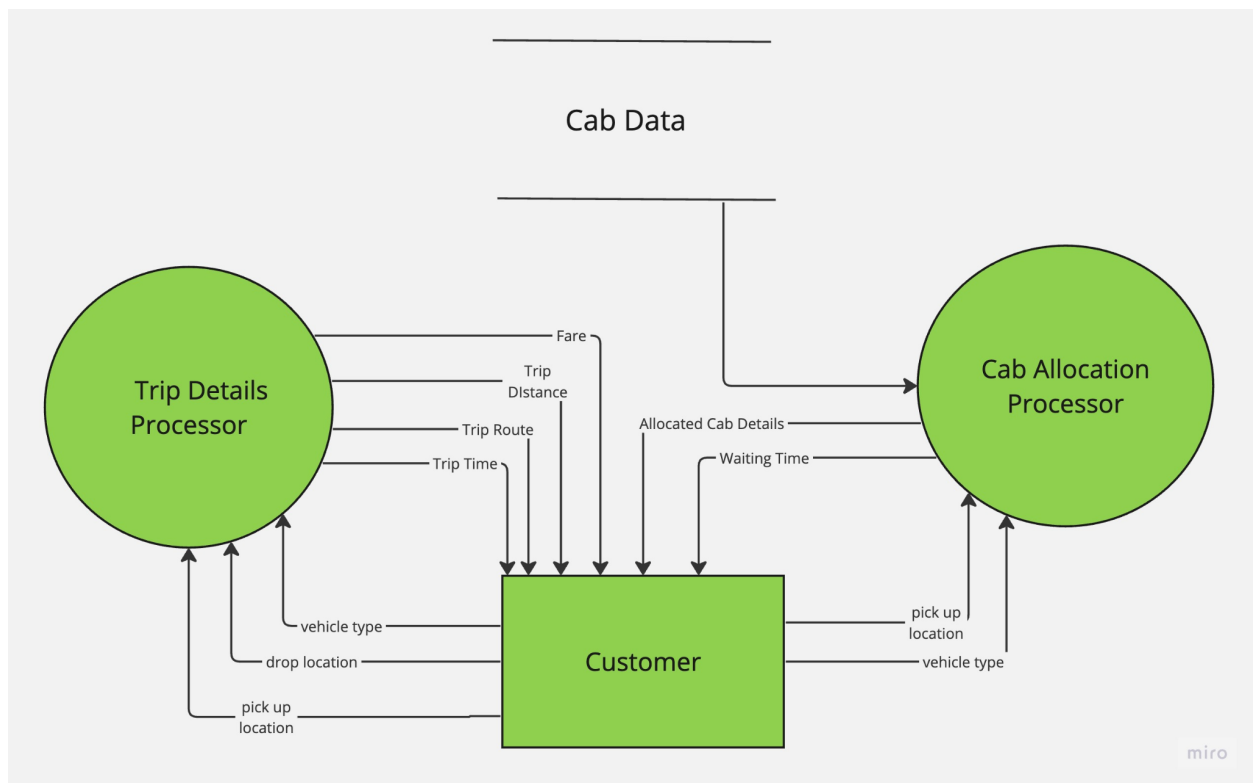 Cab Data
Trip Details
Processor
Cab Allocation
Processor
Fare
Trip
DIstance
Trip Route
Trip Time
Allocated Cab Details
Waiting Time
vehicle type
drop location
pick up
location
Customer
pick up
location
vehicle type
miro